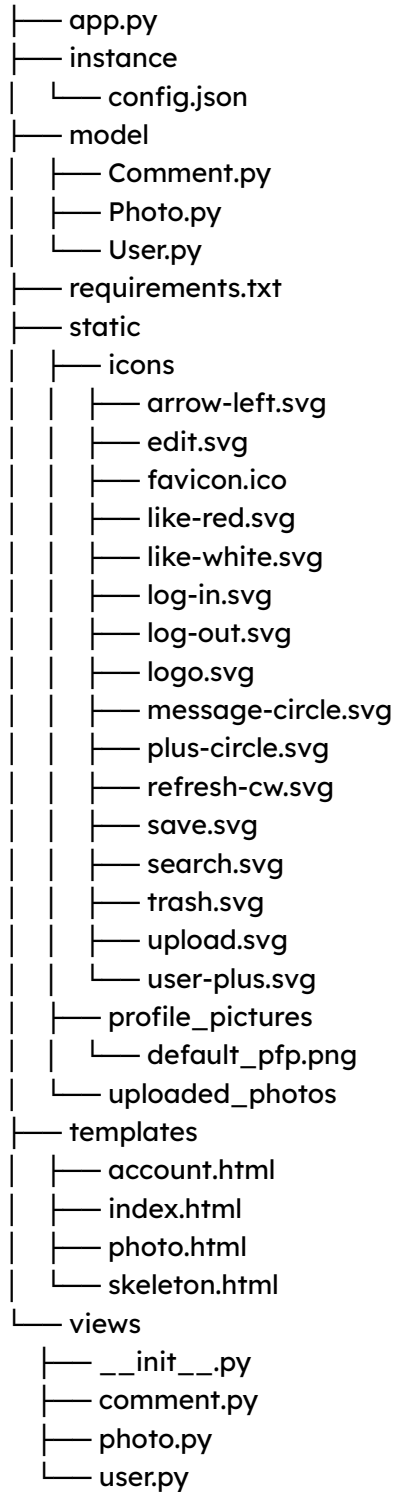 ├── app.py
├── instance
│   └── config.json
├── model
│   ├── Comment.py
│   ├── Photo.py
│   └── User.py
├── requirements.txt
├── static
│   ├── icons
│   │   ├── arrow-left.svg
│   │   ├── edit.svg
│   │   ├── favicon.ico
│   │   ├── like-red.svg
│   │   ├── like-white.svg
│   │   ├── log-in.svg
│   │   ├── log-out.svg
│   │   ├── logo.svg
│   │   ├── message-circle.svg
│   │   ├── plus-circle.svg
│   │   ├── refresh-cw.svg
│   │   ├── save.svg
│   │   ├── search.svg
│   │   ├── trash.svg
│   │   ├── upload.svg
│   │   └── user-plus.svg
│   ├── profile_pictures
│   │   └── default_pfp.png
│   └── uploaded_photos
├── templates
│   ├── account.html
│   ├── index.html
│   ├── photo.html
│   └── skeleton.html
└── views
    ├── __init__.py
    ├── comment.py
    ├── photo.py
    └── user.py